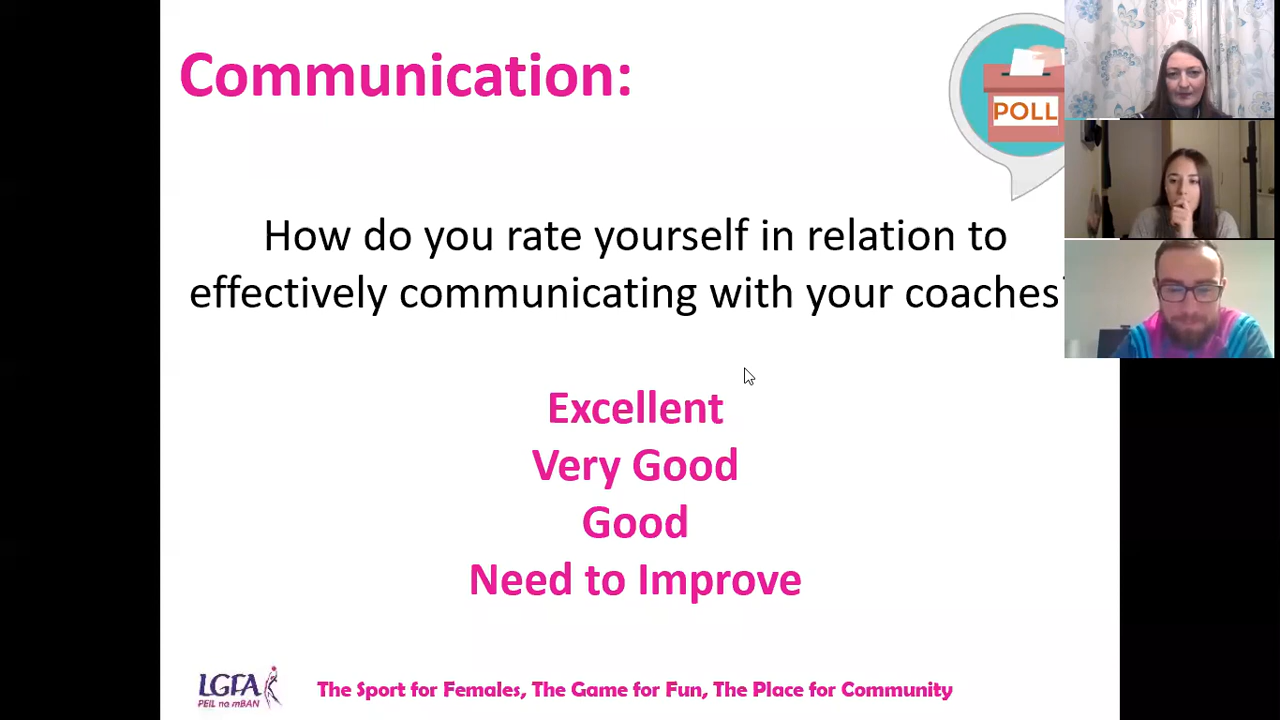 Communication:
POLL
How do you rate yourself in relation to
effectively communicating with your coaches?
Excellent
Very Good
Good
Need to Improve
LGFA
PEIL na mBAN
The Sport for Females, The Game for Fun, The Place for Community